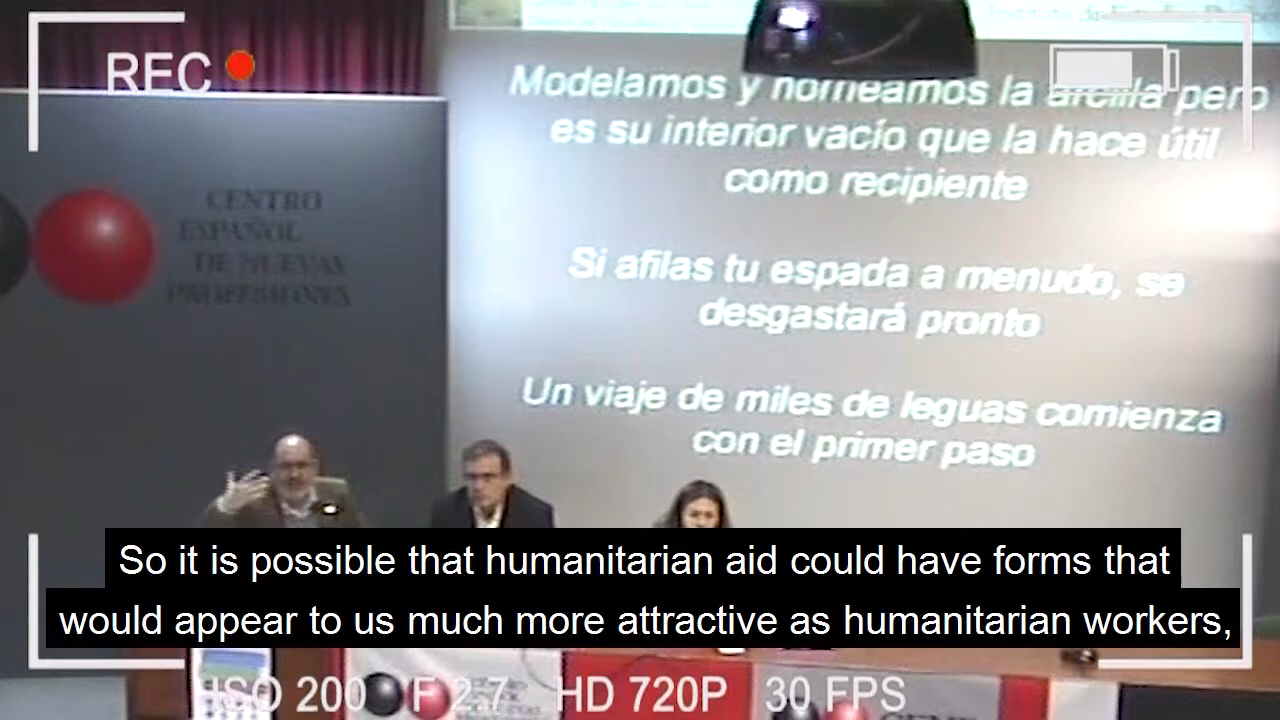 REC
Modelamos y horneamos la arcilla pero
es su interior vacío que la hace útil
como recipiente
CENTRO
ESPAÑOL
DE NUEVAS
PROFESIONES
Si afilas tu espada a menudo, se
desgastará pronto
Un viaje de miles de leguas comienza
con el primer paso
So it is possible that humanitarian aid could have forms that
would appear to us much more attractive as humanitarian workers,
ISO 200 F 2.7 HD 720P 30 FPS